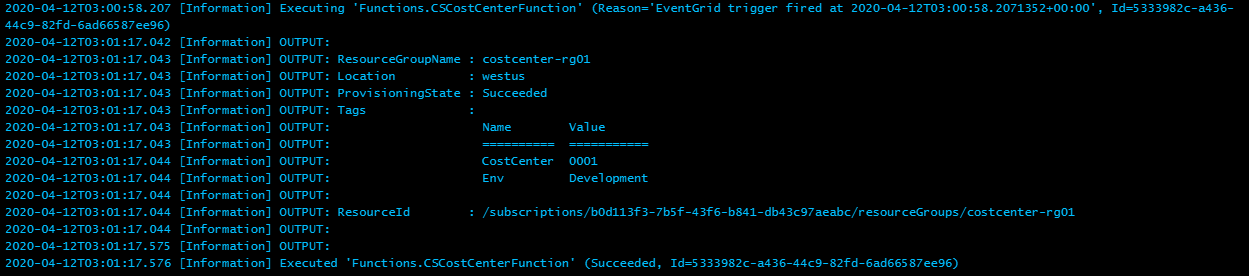 2020-04-12T03:00:58.207 [Information] Executing 'Functions.CSCostCenterFunction' (Reason='EventGrid trigger fired at 2020-04-12T03:00:58.2071352+00:00', Id=5333982c-a436-
44c9-82fd-6ad66587ee96)
2020-04-12T03:01:17.042 [Information] OUTPUT:
2020-04-12T03:01:17.043 [Information] OUTPUT: ResourceGroupName : costcenter-rg01
2020-04-12T03:01:17.043 [Information] OUTPUT: Location          : westus
2020-04-12T03:01:17.043 [Information] OUTPUT: ProvisioningState : Succeeded
2020-04-12T03:01:17.043 [Information] OUTPUT: Tags              :
2020-04-12T03:01:17.043 [Information] OUTPUT:                     Name        Value
2020-04-12T03:01:17.043 [Information] OUTPUT:                     ==========  ===========
2020-04-12T03:01:17.044 [Information] OUTPUT:                     CostCenter  0001
2020-04-12T03:01:17.044 [Information] OUTPUT:                     Env         Development
2020-04-12T03:01:17.044 [Information] OUTPUT:
2020-04-12T03:01:17.044 [Information] OUTPUT: ResourceId        : /subscriptions/b0d113f3-7b5f-43f6-b841-db43c97aeabc/resourceGroups/costcenter-rg01
2020-04-12T03:01:17.044 [Information] OUTPUT:
2020-04-12T03:01:17.575 [Information] OUTPUT:
2020-04-12T03:01:17.576 [Information] Executed 'Functions.CSCostCenterFunction' (Succeeded, Id=5333982c-a436-44c9-82fd-6ad66587ee96)